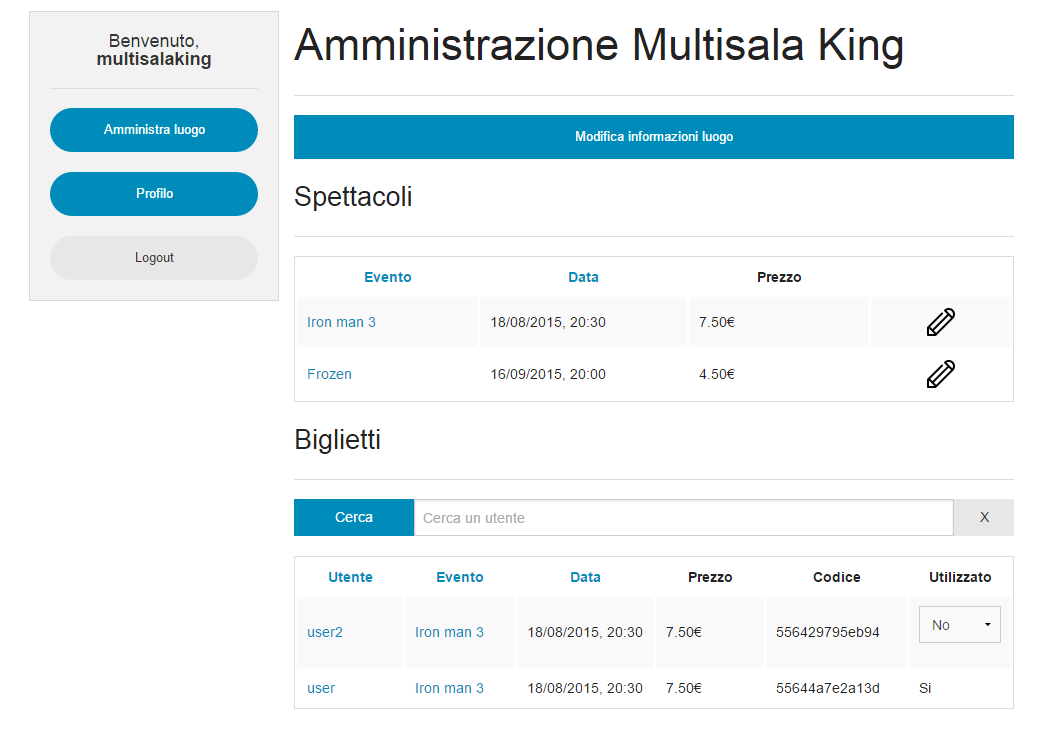 Benvenuto,
multisalaking
Amministra luogo
Profilo
Logout
Amministrazione Multisala King
Modifica informazioni luogo
Spettacoli
Evento Data Prezzo
Iron man 3 18/08/2015, 20:30 7.50€
Frozen 16/09/2015, 20:00 4.50€
Biglietti
Cerca Cerca un utente X
Utente Evento Data Prezzo Codice Utilizzato
user2 Iron man 3 18/08/2015, 20:30 7.50€ 556429795eb94 No
user Iron man 3 18/08/2015, 20:30 7.50€ 55644a7e2a13d Si